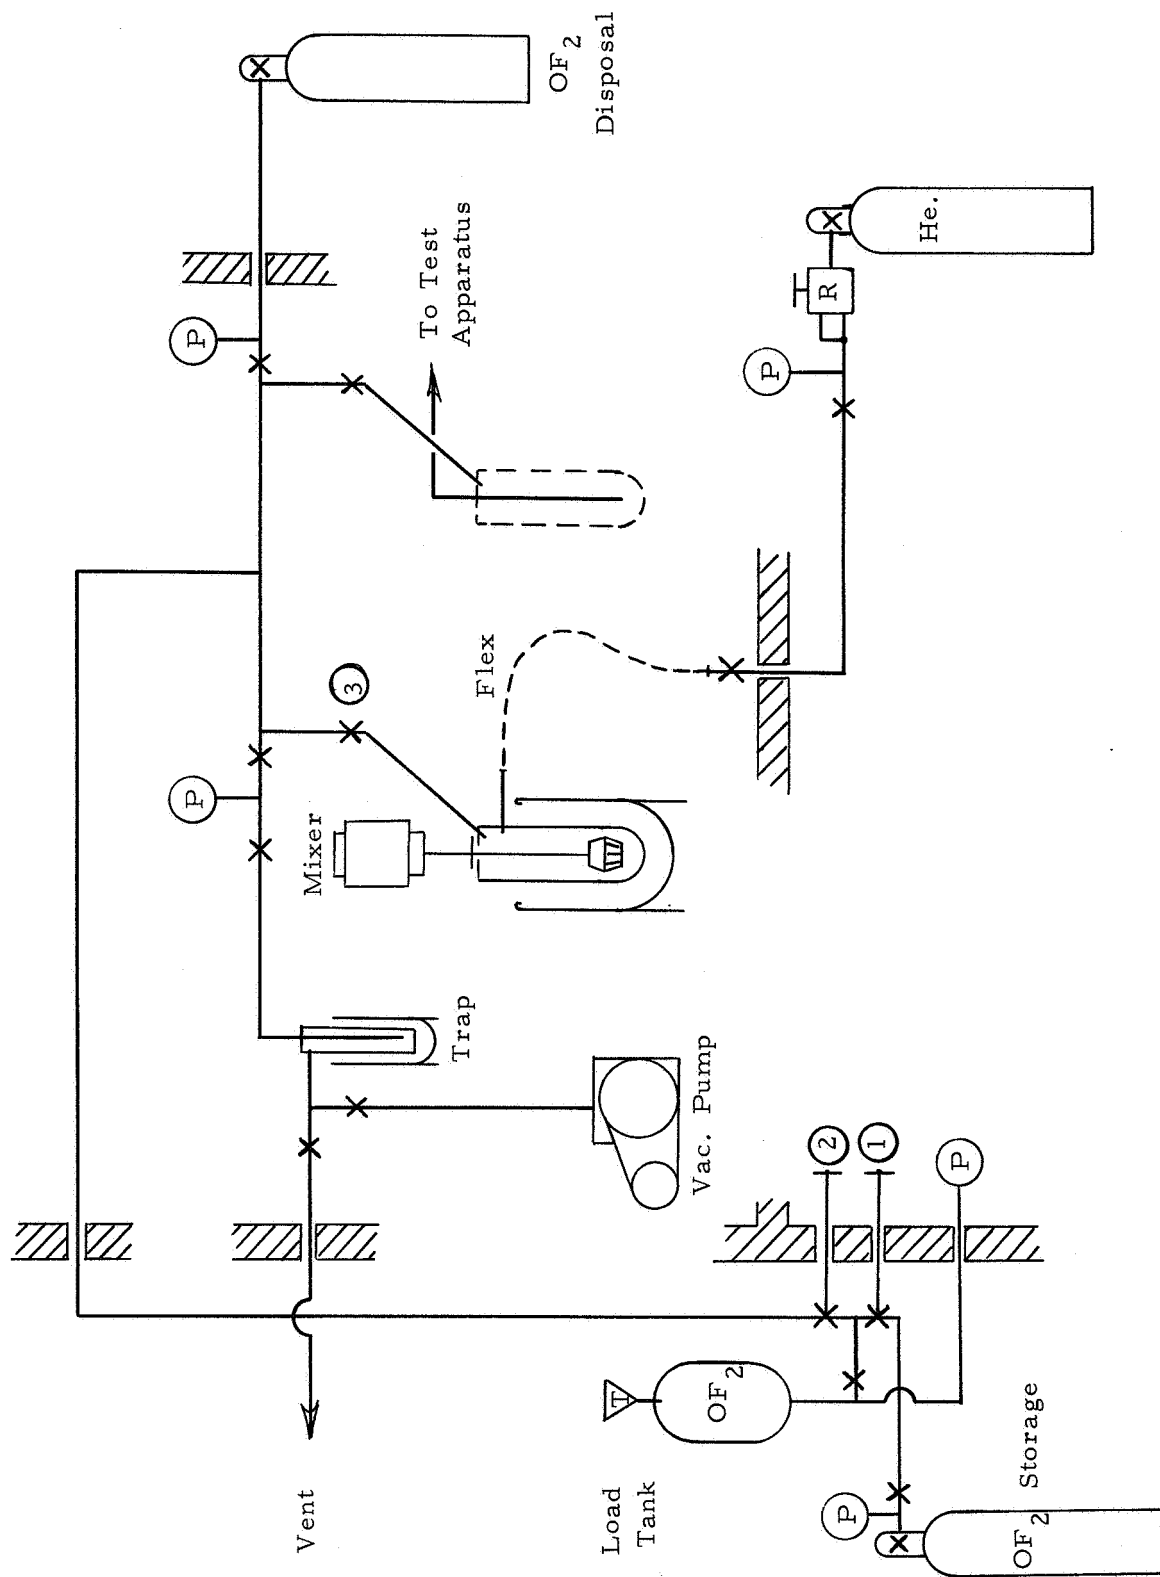 P
P
Vent
Mixer
3
To Test
Apparatus
Trap
Flex
OF2
Disposal
Load
Tank
T
Vac. Pump
OF2
P
2
R
P
1
He.
P
OF2
Storage